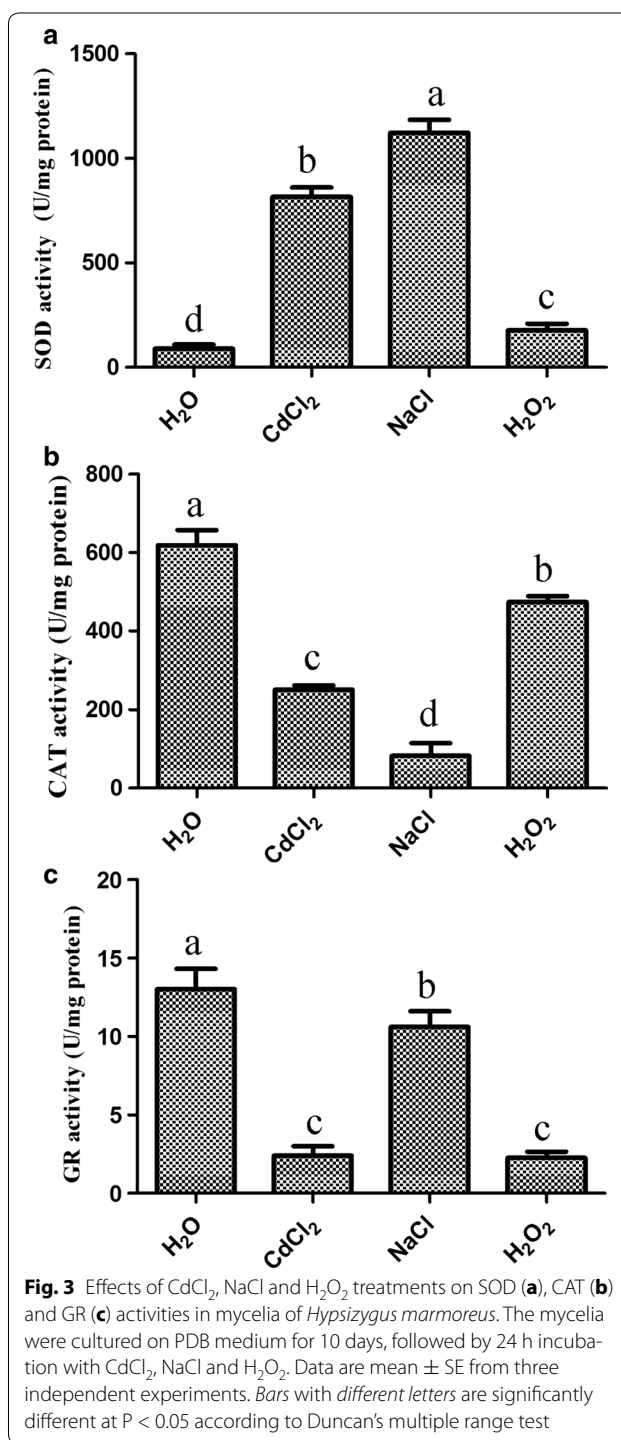 a
SOD activity (U/mg protein)
1500
1000
500
0
d
b
a
c
H₂O
CdCl₂
NaCl
H₂O₂
b
CAT activity (U/mg protein)
800
600
400
200
0
a
c
d
b
H₂O
CdCl₂
NaCl
H₂O₂
c
GR activity (U/mg protein)
20
15
10
5
0
a
c
b
c
H₂O
CdCl₂
NaCl
H₂O₂
Fig. 3 Effects of CdCl₂, NaCl and H₂O₂ treatments on SOD (a), CAT (b)
and GR (c) activities in mycelia of Hypsizygus marmoreus. The mycelia
were cultured on PDB medium for 10 days, followed by 24 h incuba-
tion with CdCl₂, NaCl and H₂O₂. Data are mean ± SE from three
independent experiments. Bars with different letters are significantly
different at P < 0.05 according to Duncan's multiple range test